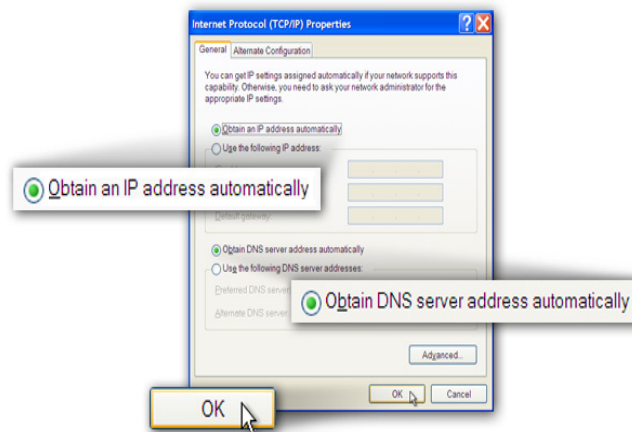 Internet Protocol (TCP/IP) Properties
General Alternate Configuration
You can get IP settings assigned automatically if your network supports this
capability. Otherwise, you need to ask your network administrator for the
appropriate IP settings.
Obtain an IP address automatically
Use the following IP address:
Obtain an IP address automatically
Default gateway:
Obtain DNS server address automatically
Use the following DNS server addresses:
Preferred DNS server:
Obtain DNS server address automatically
Alternate DNS server:
Advanced...
OK Cancel
OK